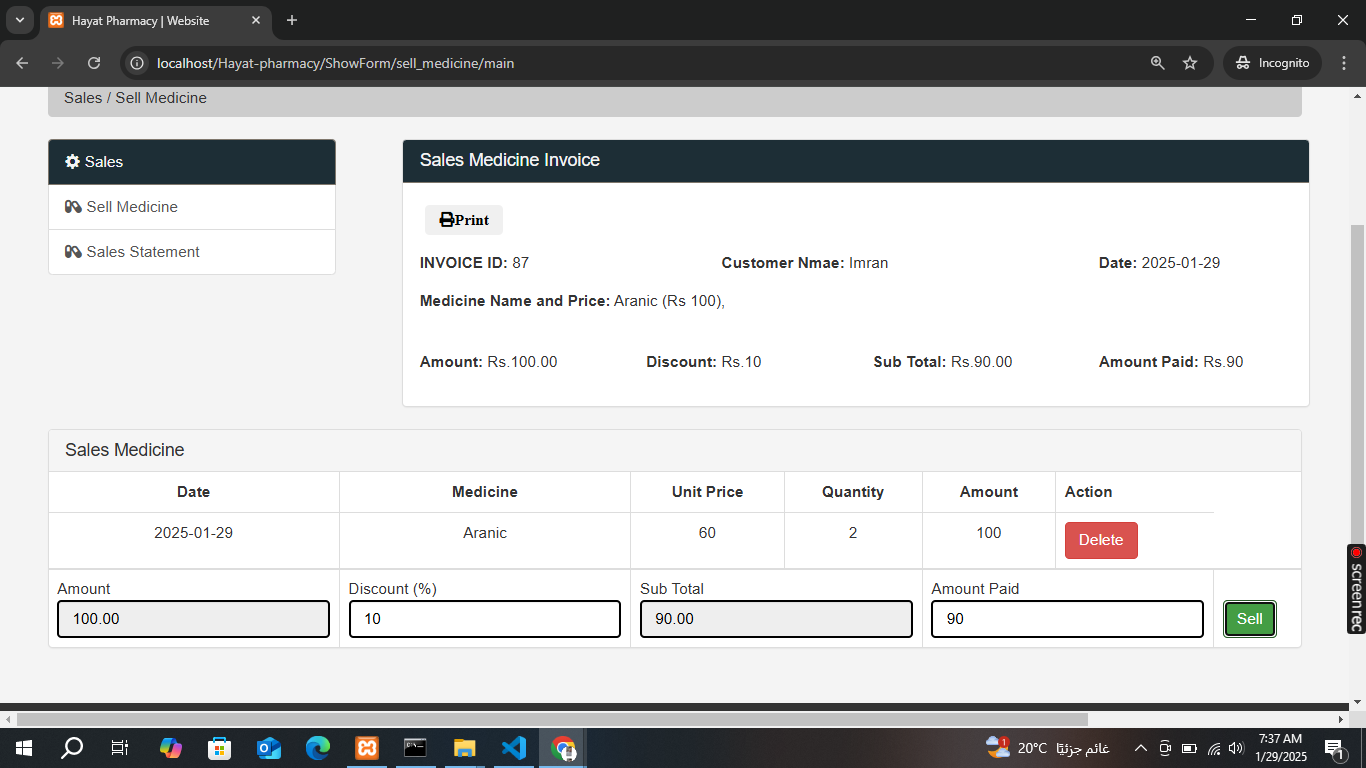 Hayat Pharmacy | Website
localhost/Hayat-pharmacy/ShowForm/sell_medicine/main
Incognito
Sales / Sell Medicine
Sales
Sell Medicine
Sales Statement
Sales Medicine Invoice
Print
INVOICE ID: 87 Customer Nmae: Imran Date: 2025-01-29
Medicine Name and Price: Aranic (Rs 100),
Amount: Rs.100.00 Discount: Rs.10 Sub Total: Rs.90.00 Amount Paid: Rs.90
Sales Medicine
Date Medicine Unit Price Quantity Amount Action
2025-01-29 Aranic 60 2 100 Delete
Amount Discount (%) Sub Total Amount Paid
100.00 10 90.00 90 Sell
screenrec
1 20°C غائم جزئيًا 7:37 AM
1/29/2025 1